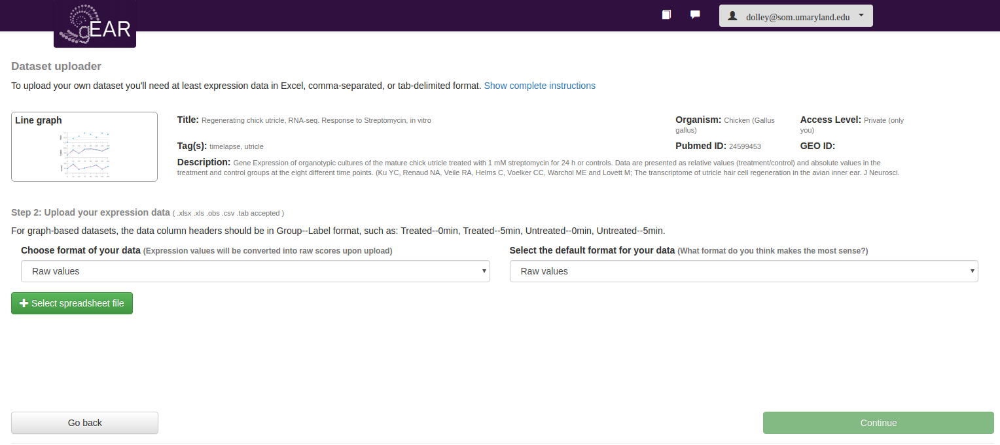 gEAR
dolley@som.umaryland.edu
Dataset uploader
To upload your own dataset you'll need at least expression data in Excel, comma-separated, or tab-delimited format. Show complete instructions
Line graph
Title: Regenerating chick utricle, RNA-seq. Response to Streptomycin, in vitro
Organism: Chicken (Gallus
gallus)
Access Level: Private (only
you)
Tag(s): timelapse, utricle
Pubmed ID: 24599453
GEO ID:
Description: Gene Expression of organotypic cultures of the mature chick utricle treated with 1 mM streptomycin for 24 h or controls. Data are presented as relative values (treatment/control) and absolute values in the
treatment and control groups at the eight different time points. (Ku YC, Renaud NA, Veile RA, Helms C, Voelker CC, Warchol ME and Lovett M; The transcriptome of utricle hair cell regeneration in the avian inner ear. J Neurosci.
Step 2: Upload your expression data ( .xlsx .xls .obs .csv .tab accepted )
For graph-based datasets, the data column headers should be in Group--Label format, such as: Treated--0min, Treated--5min, Untreated--0min, Untreated--5min.
Choose format of your data (Expression values will be converted into raw scores upon upload)
Select the default format for your data (What format do you think makes the most sense?)
Raw values
Raw values
Select spreadsheet file
Go back
Continue